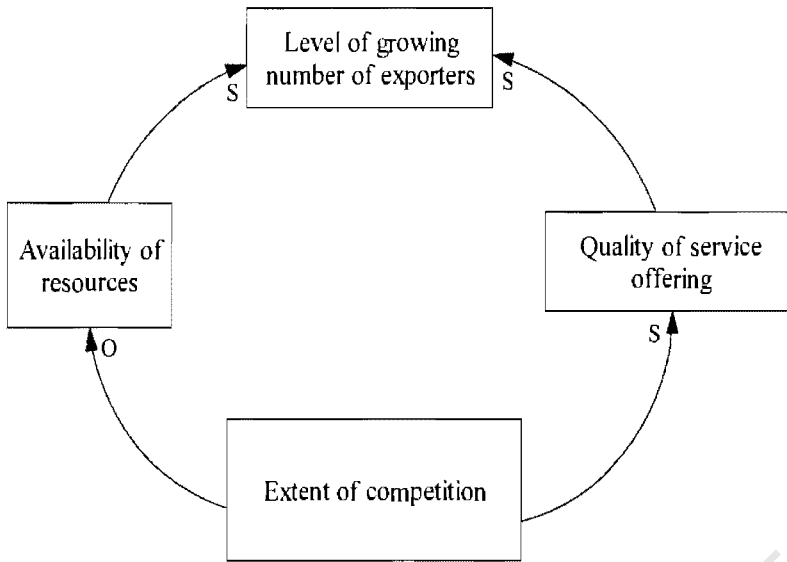 Level of growing
number of exporters
S
S
Availability of
resources
Quality of service
offering
O
S
Extent of competition